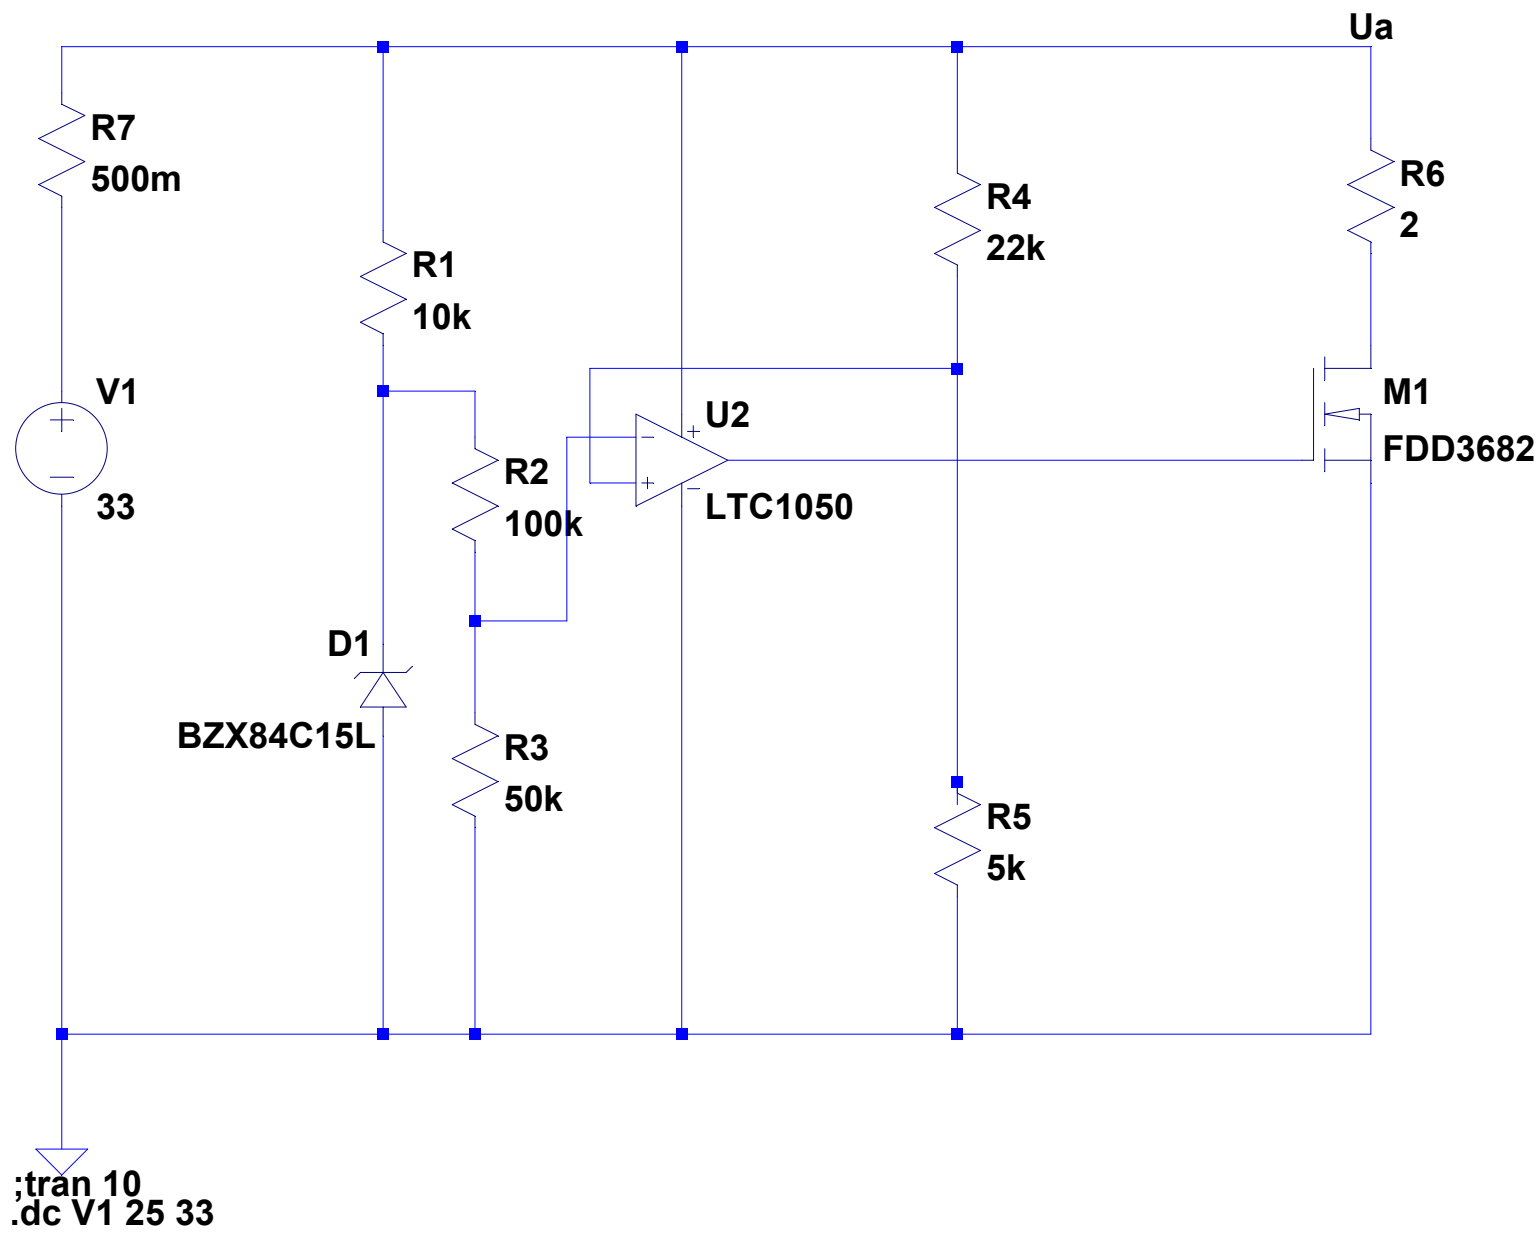 Ua
R7
500m
R6
2
R4
22k
R1
10k
V1
33
M1
FDD3682
U2
LTC1050
R2
100k
D1
BZX84C15L
R3
50k
R5
5k
;tran 10
.dc V1 25 33